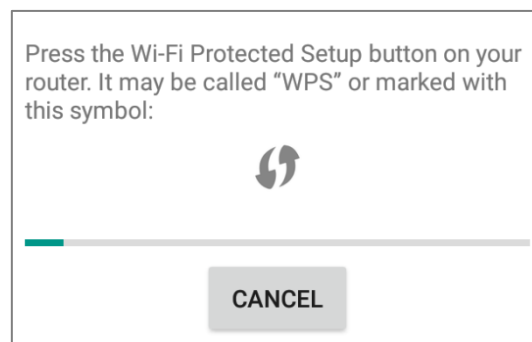 Press the Wi-Fi Protected Setup button on your
router. It may be called “WPS” or marked with
this symbol:
CANCEL